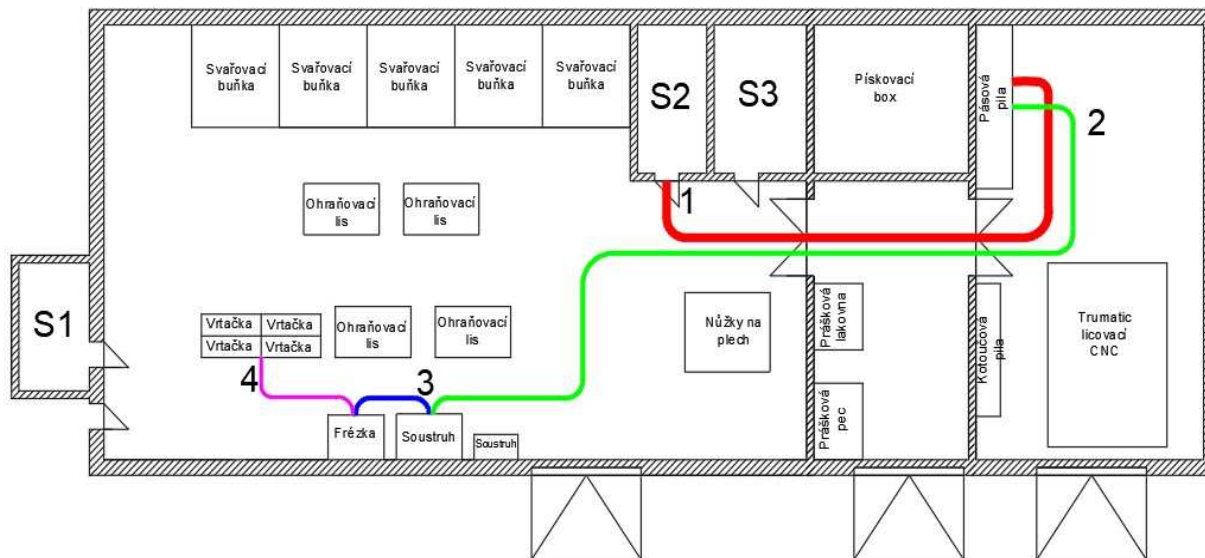 Svařovací
buňka
Svařovací
buňka
Svařovací
buňka
Svařovací
buňka
Svařovací
buňka
S2
S3
Pískovací
box
Pásová
pila
2
1
Ohraňovací
lis
Ohraňovací
lis
S1
Vrtačka
Vrtačka
Vrtačka
Vrtačka
Ohraňovací
lis
Ohraňovací
lis
Nůžky na
plech
Prášková
lakovna
Kotoučova
pila
Trumatic
licovací
CNC
4
3
Frézka
Soustruh
Soustruh
Prášková
pec